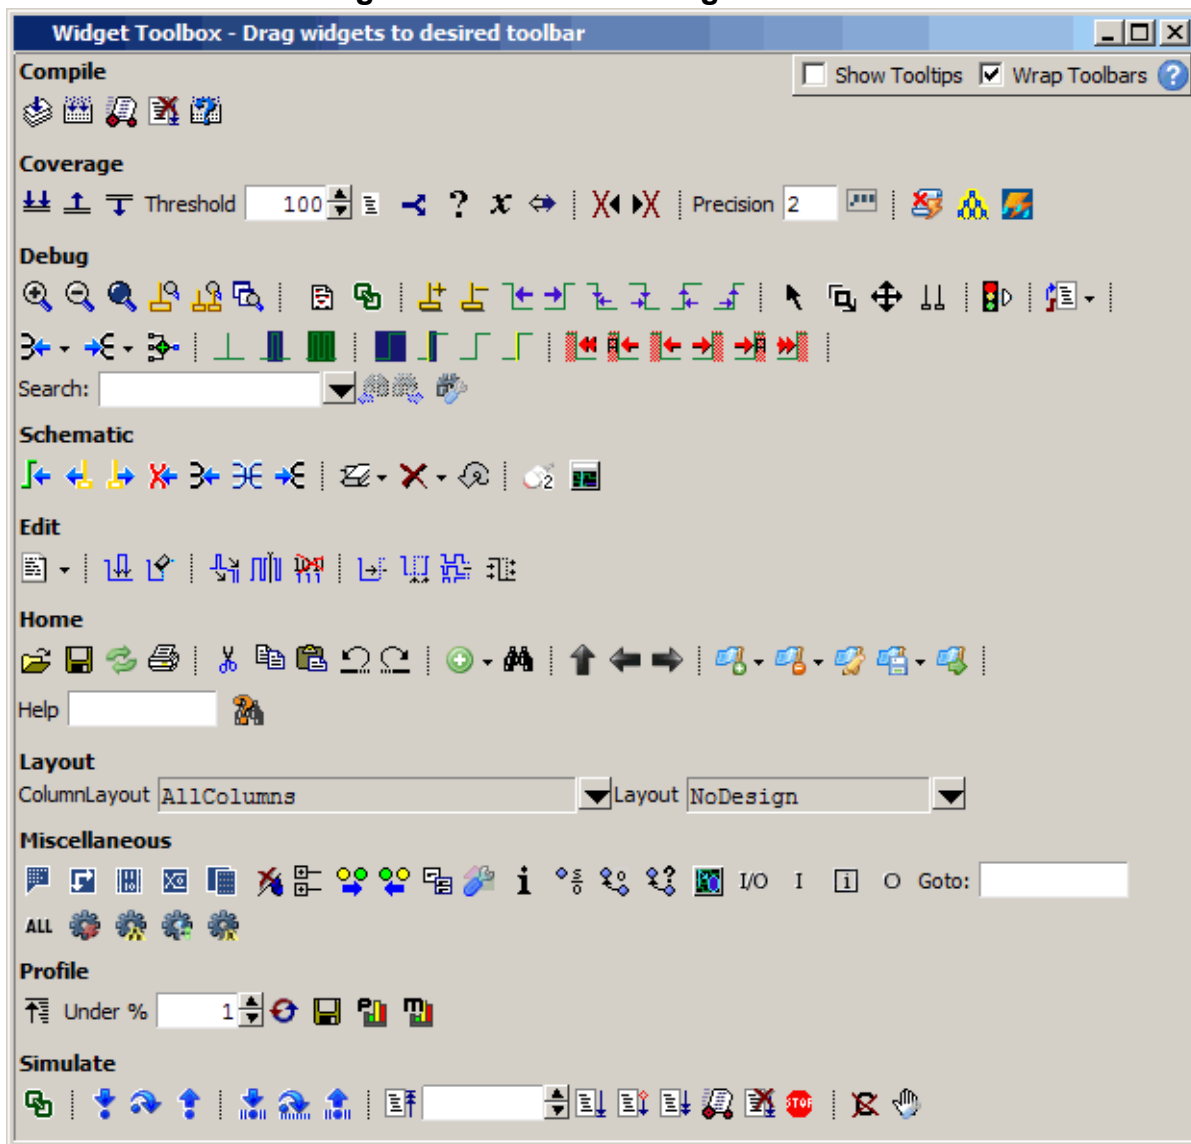 Widget Toolbox - Drag widgets to desired toolbar
Compile
Show Tooltips Wrap Toolbars ?
Coverage
Threshold 100 ? x X X Precision 2
Debug
Search:
Schematic
2
Edit
Home
Help
Layout
ColumnLayout AllColumns Layout NoDesign
Miscellaneous
i I/O I i O Goto:
ALL
Profile
Under % 1 P m
Simulate
STOP